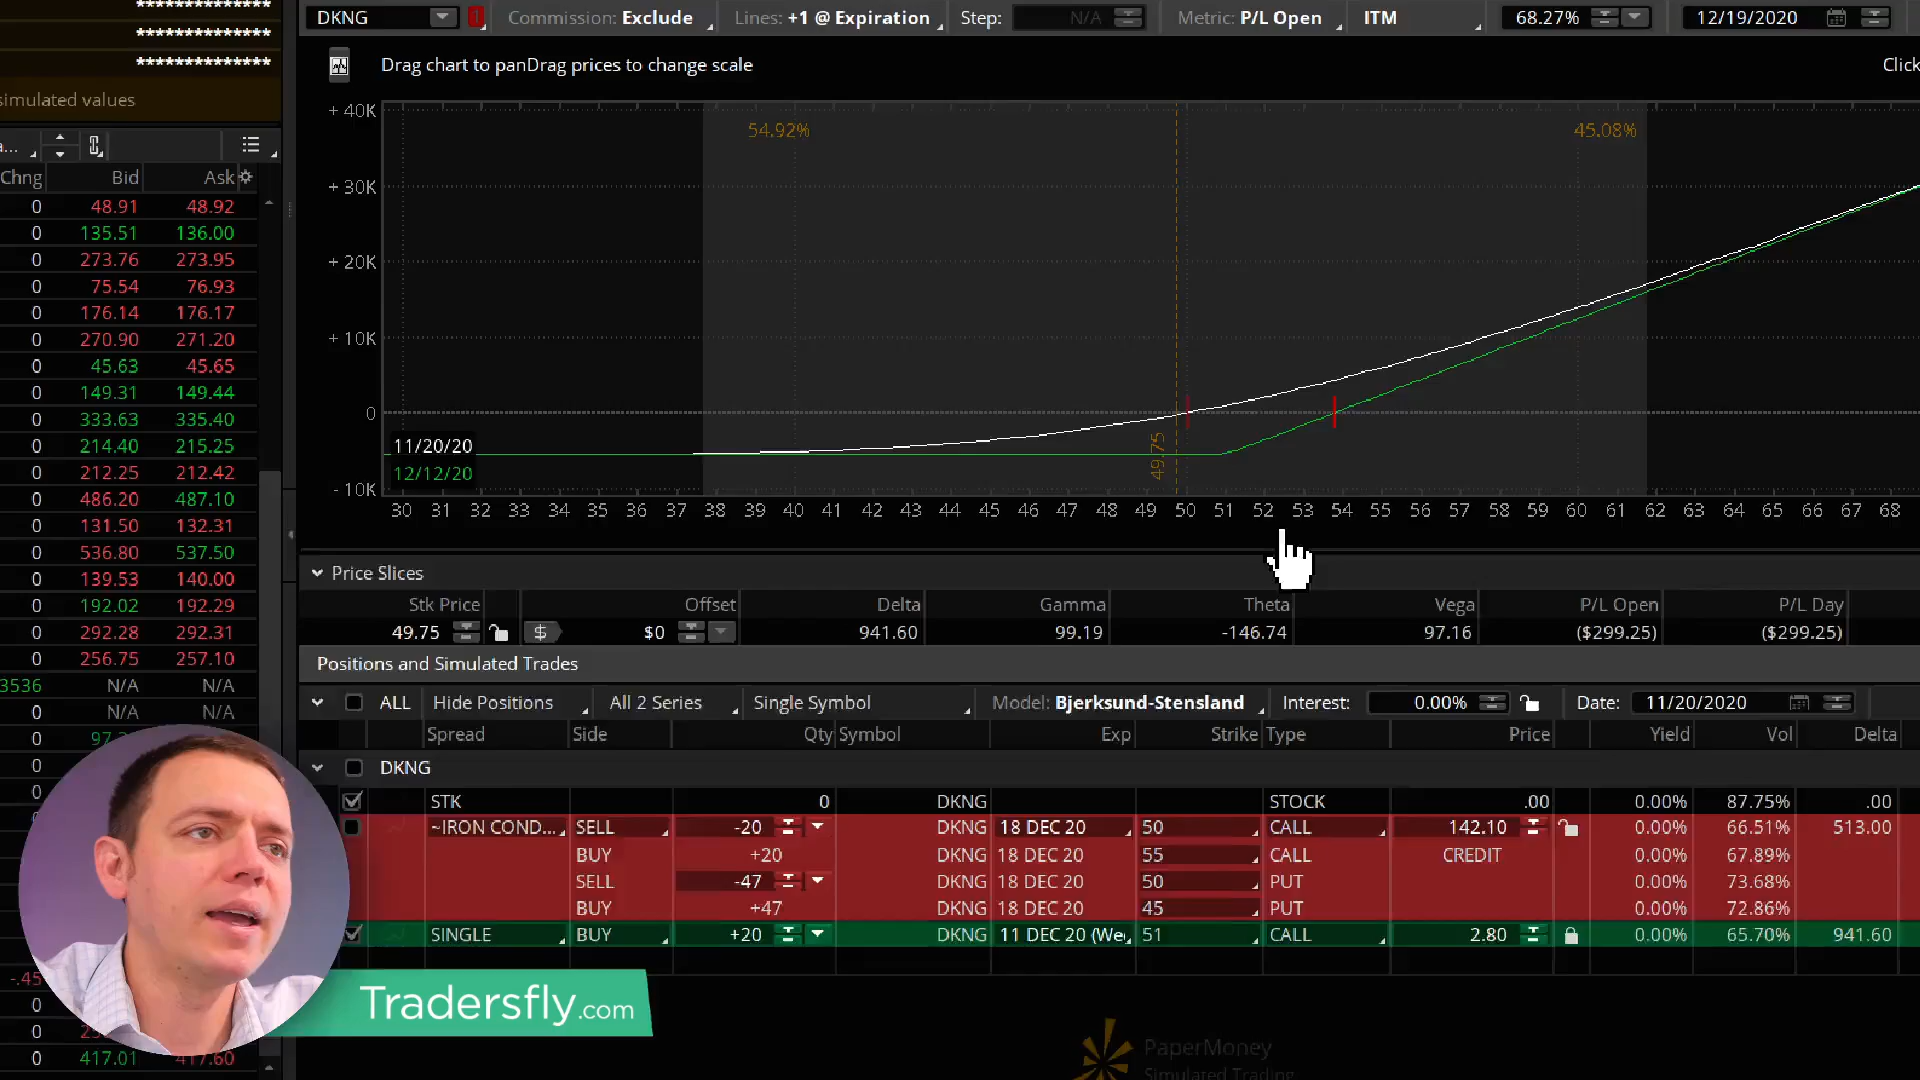 **************
**************
**************
simulated values
a...
Chng Bid Ask
0 48.91 48.92
0 135.51 136.00
0 273.76 273.95
0 75.54 76.93
0 176.14 176.17
0 270.90 271.20
0 45.63 45.65
0 149.31 149.44
0 333.63 335.40
0 214.40 215.25
0 212.25 212.42
0 486.20 487.10
0 131.50 132.31
0 536.80 537.50
0 139.53 140.00
0 192.02 192.29
0 292.28 292.31
0 256.75 257.10
3536 N/A N/A
0 N/A N/A
0
0
0
-.45
0
0
0 417.01 417.60
DKNG Commission: Exclude Lines: +1 @ Expiration Step: N/A Metric: P/L Open ITM 68.27% 12/19/2020
Drag chart to panDrag prices to change scale Click
54.92% 45.08%
+ 40K
+ 30K
+ 20K
+ 10K
0
- 10K
11/20/20
12/12/20
49.75
30 31 32 33 34 35 36 37 38 39 40 41 42 43 44 45 46 47 48 49 50 51 52 53 54 55 56 57 58 59 60 61 62 63 64 65 66 67 68
Price Slices
Stk Price Offset Delta Gamma Theta Vega P/L Open P/L Day
49.75 $ $0 941.60 99.19 -146.74 97.16 ($299.25) ($299.25)
Positions and Simulated Trades
ALL Hide Positions All 2 Series Single Symbol Model: Bjerksund-Stensland Interest: 0.00% Date: 11/20/2020
Spread Side Qty Symbol Exp Strike Type Price Yield Vol Delta
DKNG
STK 0 DKNG STOCK .00 0.00% 87.75% .00
~IRON COND... SELL -20 DKNG 18 DEC 20 50 CALL 142.10 0.00% 66.51% 513.00
BUY +20 DKNG 18 DEC 20 55 CALL CREDIT 0.00% 67.89%
SELL -47 DKNG 18 DEC 20 50 PUT 0.00% 73.68%
BUY +47 DKNG 18 DEC 20 45 PUT 0.00% 72.86%
SINGLE BUY +20 DKNG 11 DEC 20 (We 51 CALL 2.80 0.00% 65.70% 941.60
Tradersfly.com
PaperMoney
Simulated Trading